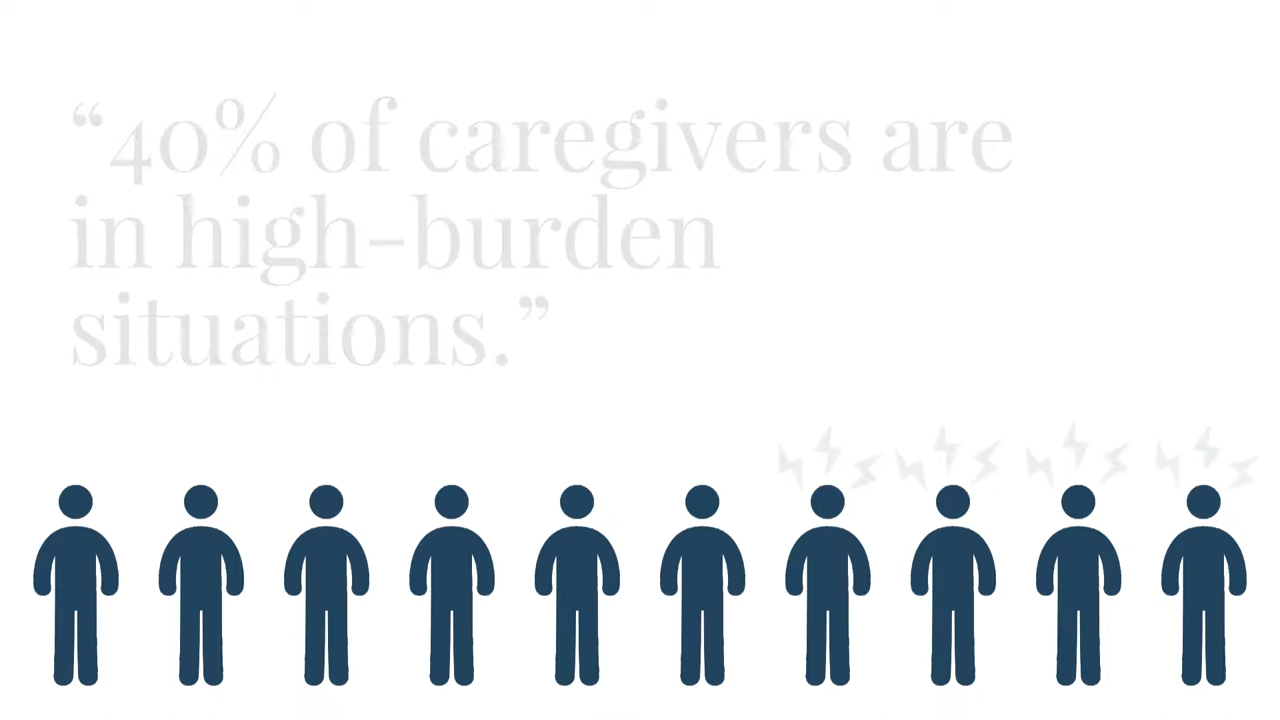 “40% of caregivers are
in high-burden
situations.”